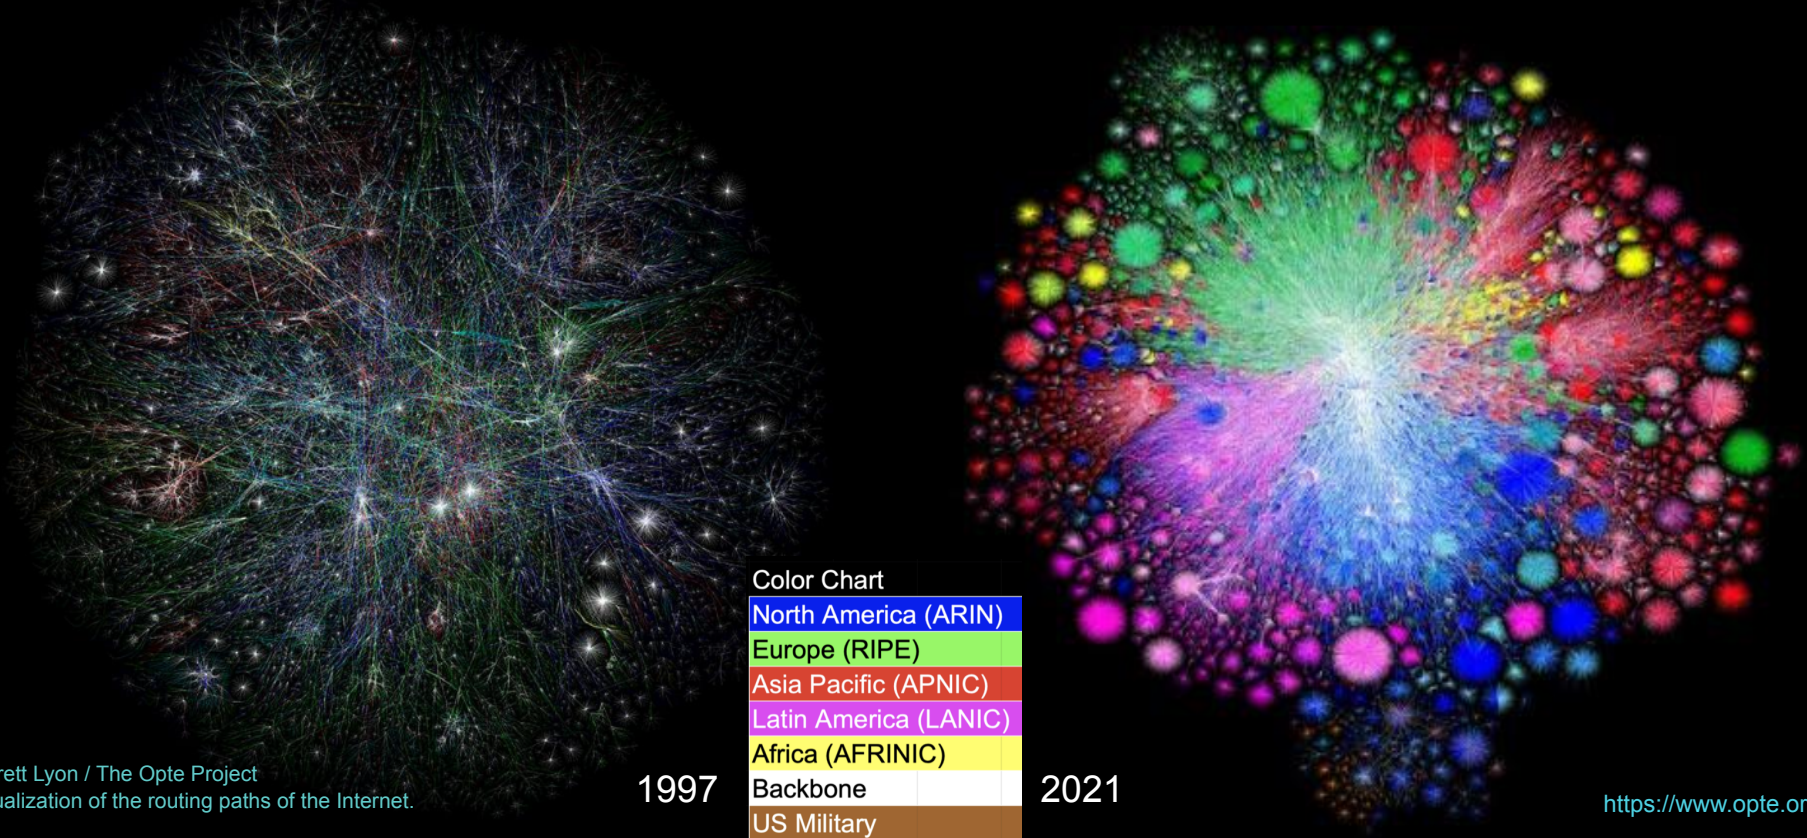 rett Lyon / The Opte Project
ualization of the routing paths of the Internet.
1997
Color Chart
North America (ARIN)
Europe (RIPE)
Asia Pacific (APNIC)
Latin America (LANIC)
Africa (AFRINIC)
Backbone
US Military
2021
https://www.opte.or